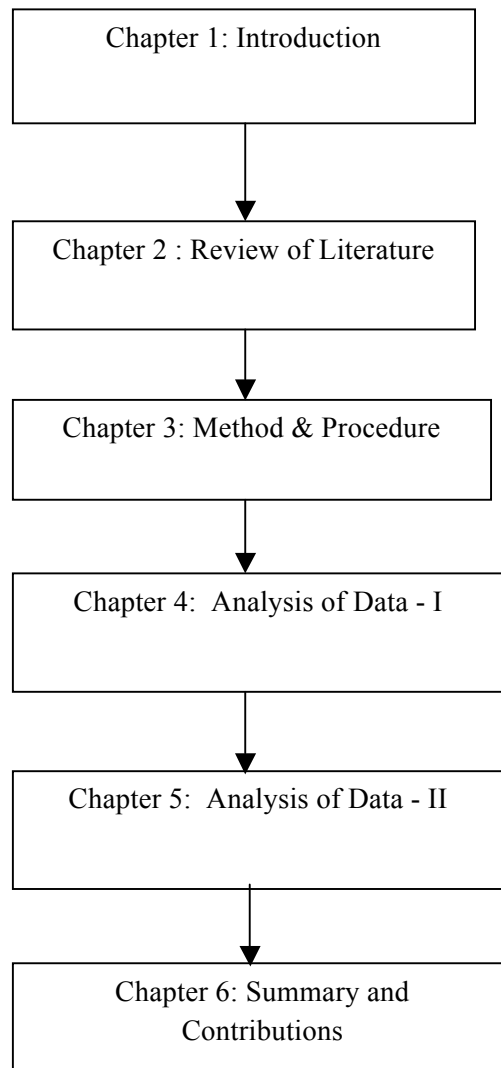 Chapter 1: Introduction
Chapter 2 : Review of Literature
Chapter 3: Method & Procedure
Chapter 4:  Analysis of Data - I
Chapter 5:  Analysis of Data - II
Chapter 6: Summary and
Contributions